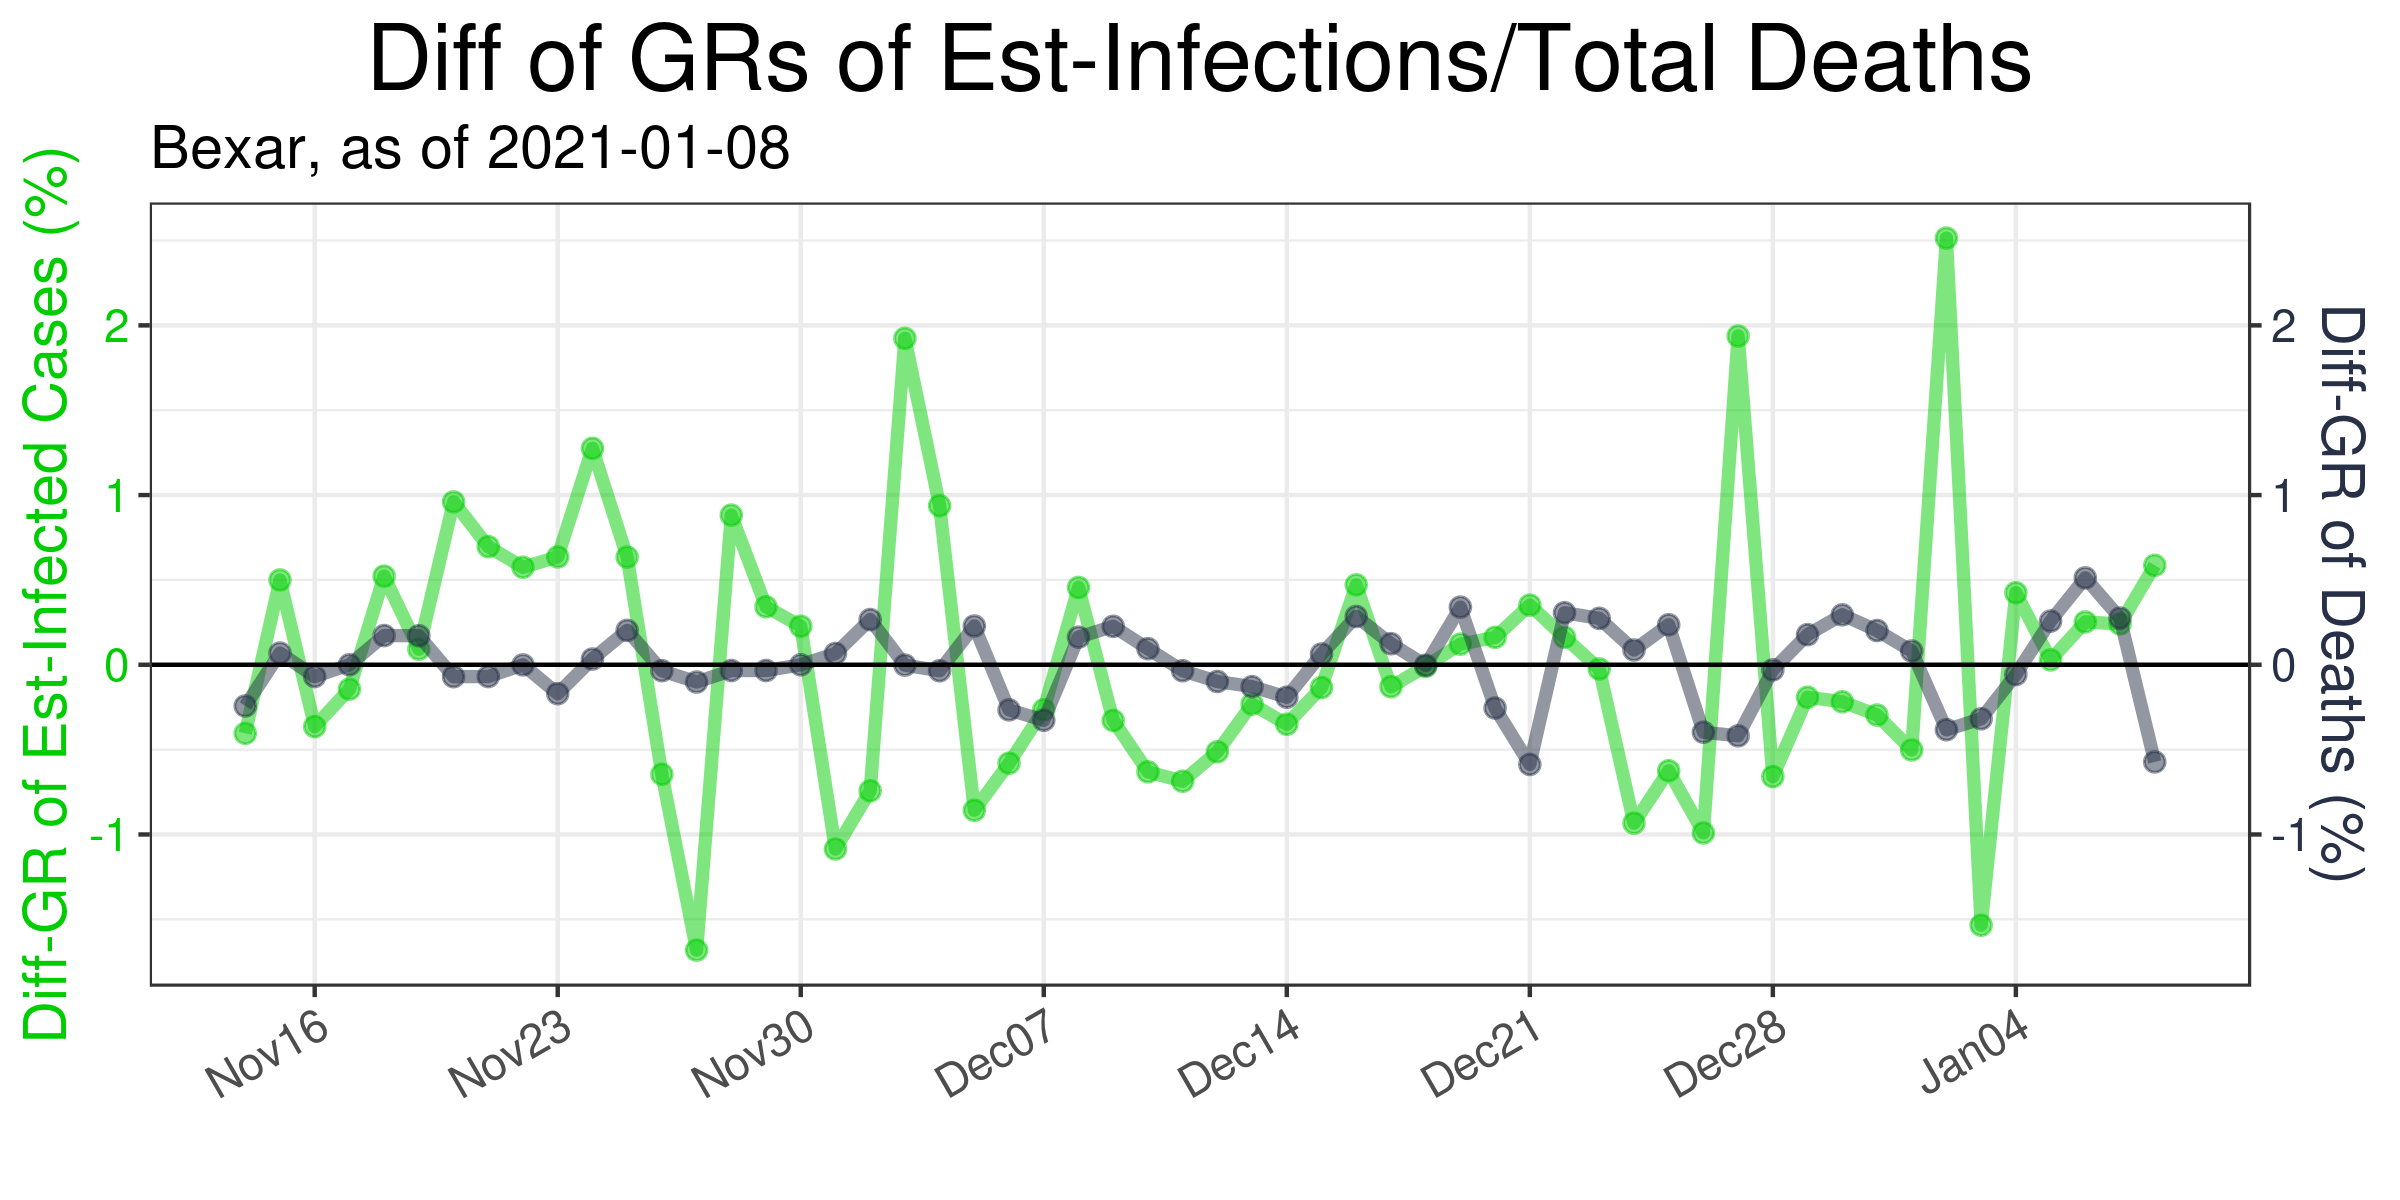 Diff of GRs of Est-Infections/Total Deaths
Bexar, as of 2021-01-08
Diff-GR of Est-Infected Cases (%)
2
1
0
-1
2
1
0
-1
Diff-GR of Deaths (%)
Nov16
Nov23
Nov30
Dec07
Dec14
Dec21
Dec28
Jan04